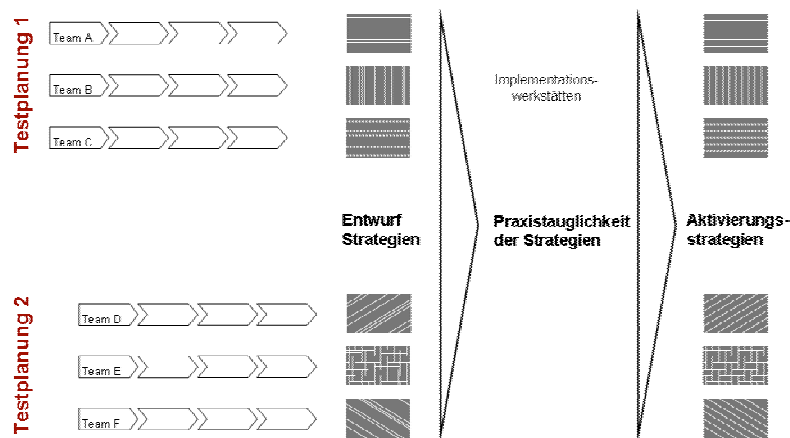 Testplanung 1
Team A
Team B
Team C
Implementations-
werkstätten
Entwurf
Strategien
Praxistauglichkeit
der Strategien
Aktivierungs-
strategien
Testplanung 2
Team D
Team E
Team F